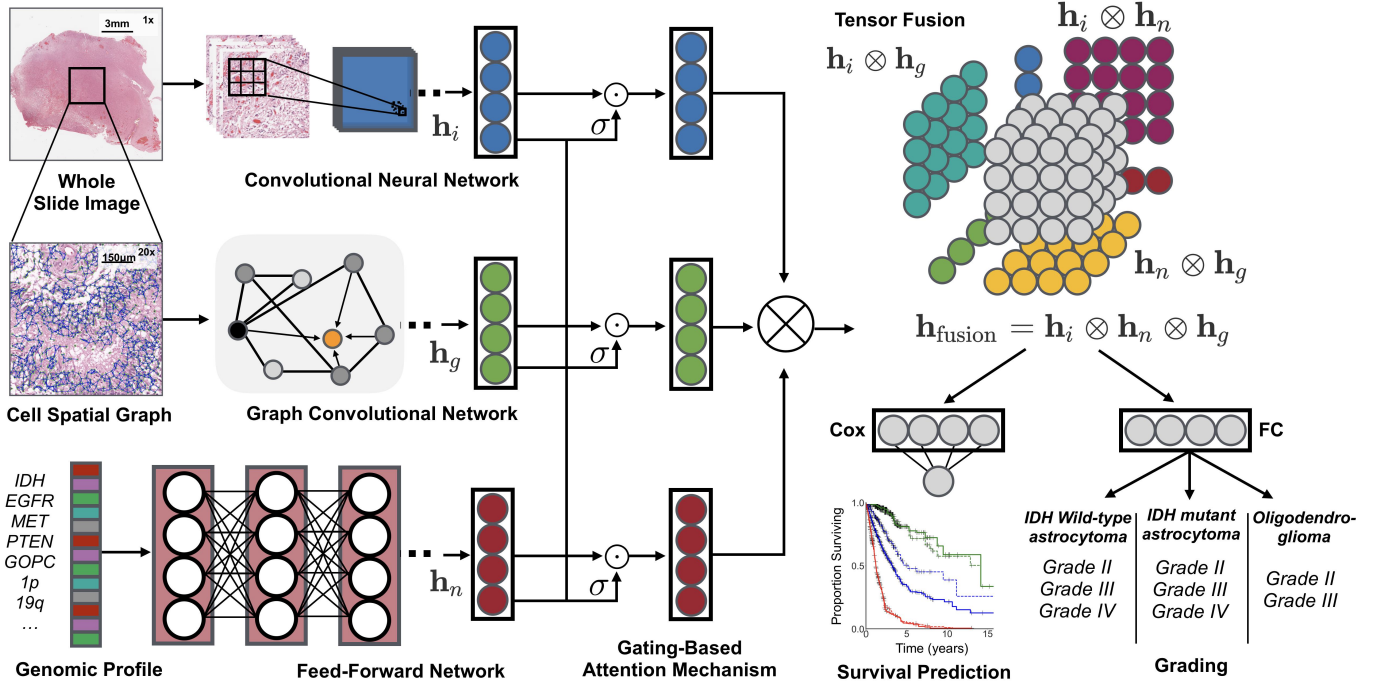 3mm
1x
Whole
Slide Image
Convolutional Neural Network
h_i
σ
150μm
20x
Cell Spatial Graph
Graph Convolutional Network
h_g
σ
IDH
EGFR
MET
PTEN
GOPC
1p
19q
...
Genomic Profile
Feed-Forward Network
h_n
σ
Gating-Based
Attention Mechanism
Tensor Fusion
h_i ⊗ h_n
h_i ⊗ h_g
h_n ⊗ h_g
h_fusion = h_i ⊗ h_n ⊗ h_g
Cox
FC
Proportion Surviving
1.0
0.5
0.0
0
5
10
15
Time (years)
Survival Prediction
IDH Wild-type
astrocytoma
Grade II
Grade III
Grade IV
IDH mutant
astrocytoma
Grade II
Grade III
Grade IV
Oligodendro-
glioma
Grade II
Grade III
Grading